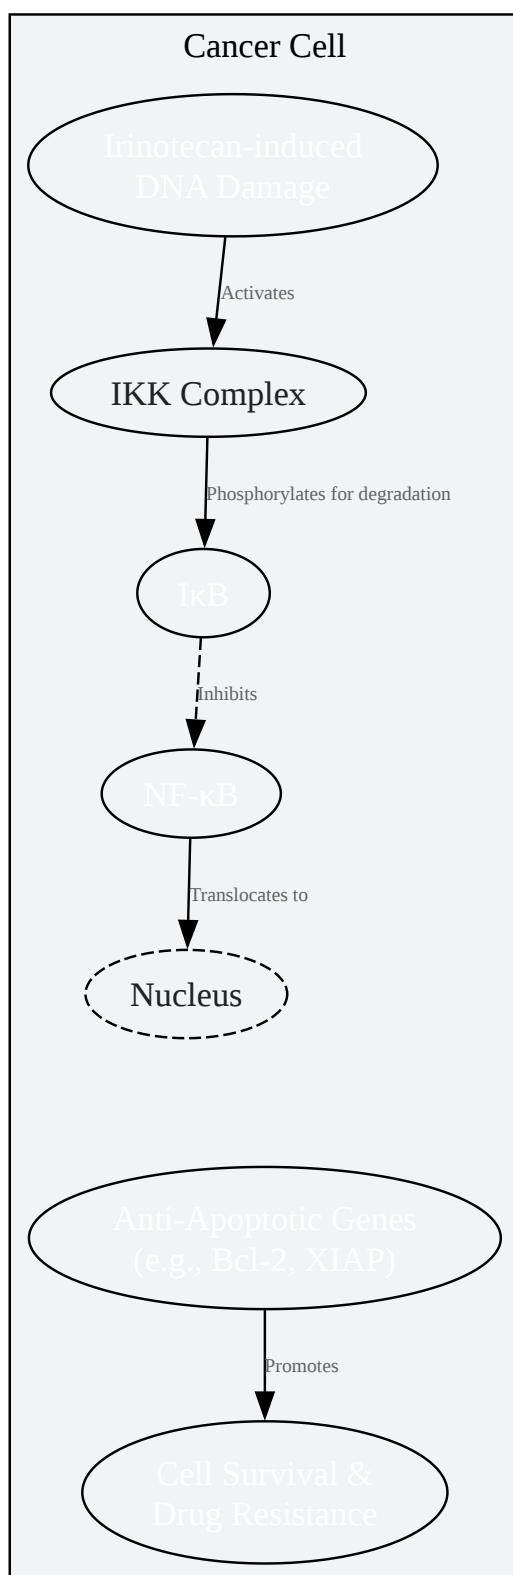 Cancer Cell
Irinotecan-induced
DNA Damage
Activates
IKK Complex
Phosphorylates for degradation
IκB
Inhibits
NF-κB
Translocates to
Nucleus
Anti-Apoptotic Genes
(e.g., Bcl-2, XIAP)
Promotes
Cell Survival &
Drug Resistance